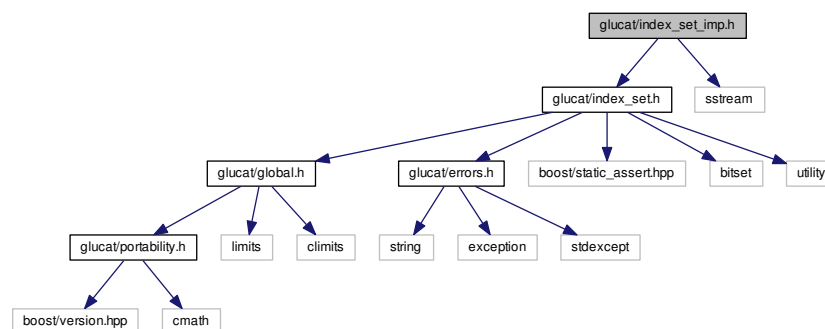 glucat/index_set_imp.h
glucat/index_set.h
sstream
glucat/global.h
glucat/errors.h
boost/static_assert.hpp
bitset
utility
glucat/portability.h
limits
climits
string
exception
stdexcept
boost/version.hpp
cmath